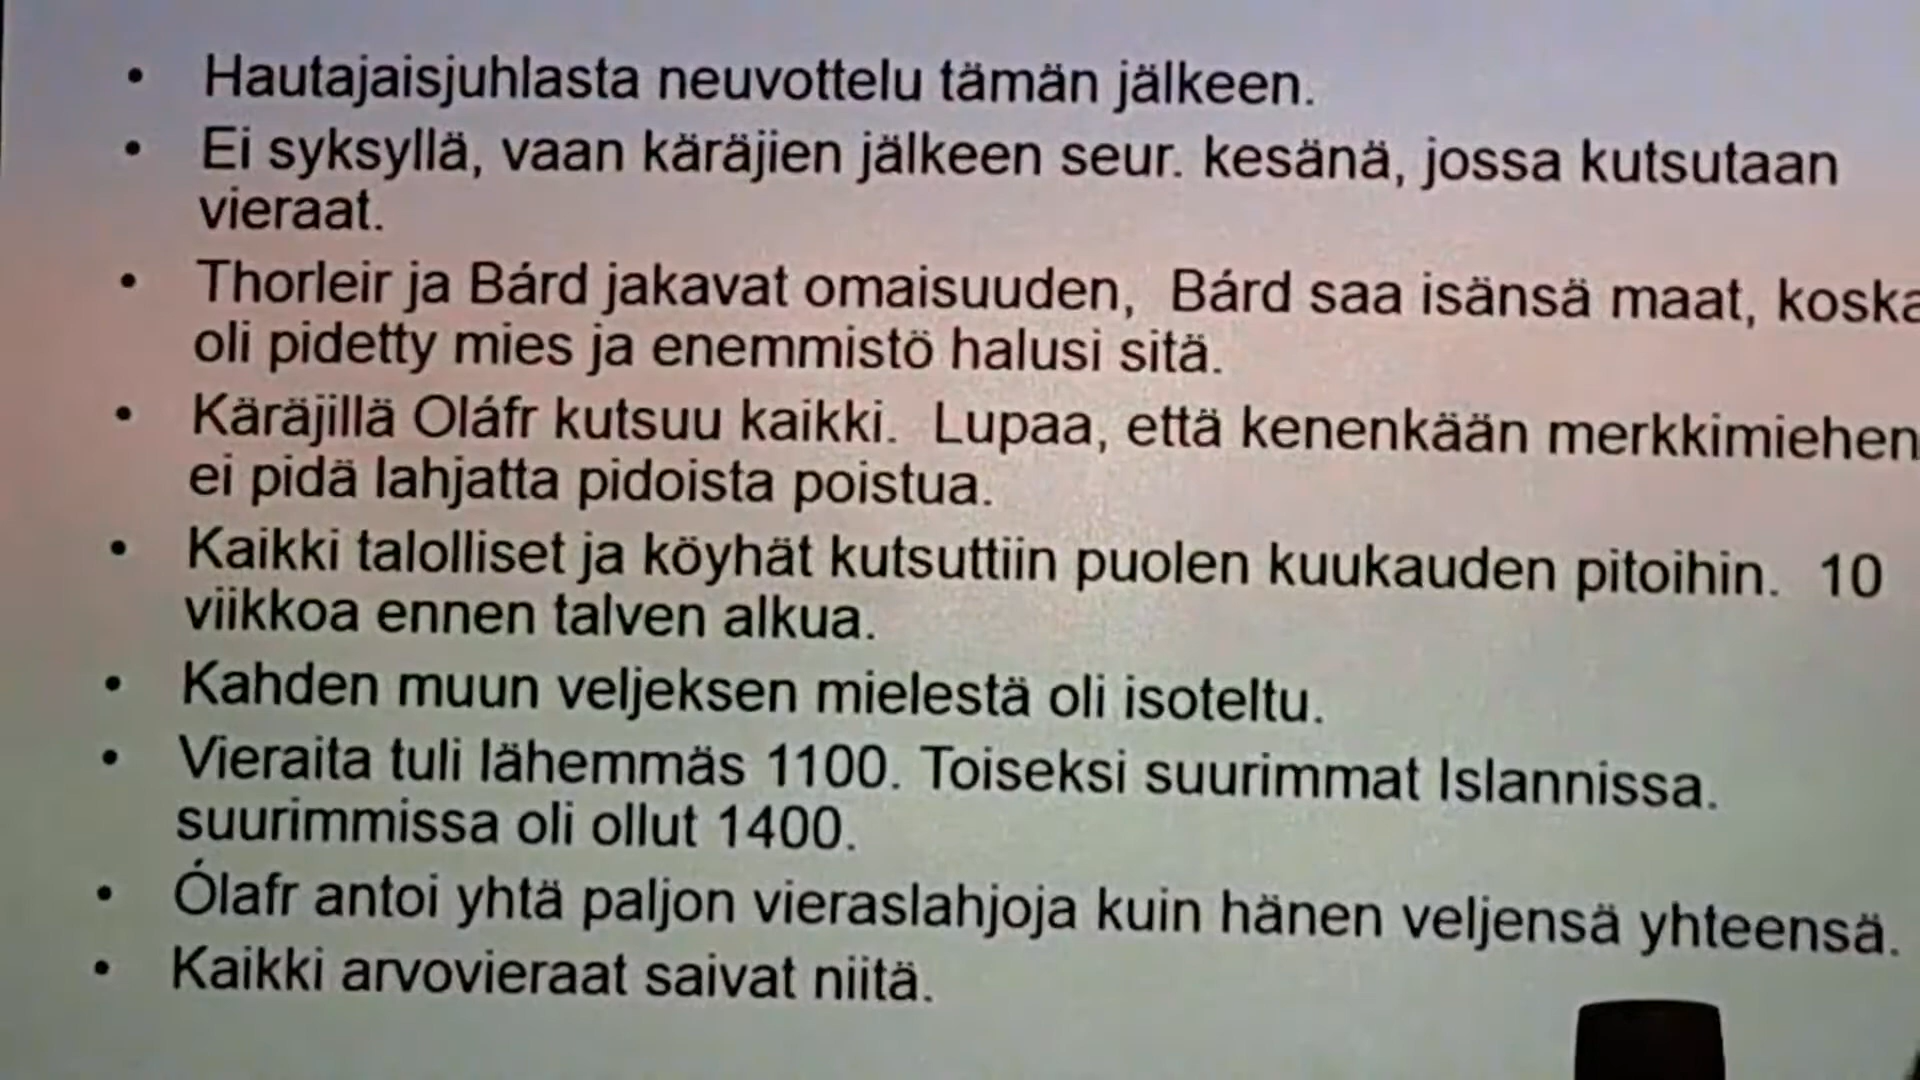 • Hautajaisjuhlasta neuvottelu tämän jälkeen.
• Ei syksyllä, vaan käräjien jälkeen seur. kesänä, jossa kutsutaan
vieraat.
• Thorleir ja Bárd jakavat omaisuuden, Bárd saa isänsä maat, koska
oli pidetty mies ja enemmistö halusi sitä.
• Käräjillä Oláfr kutsuu kaikki. Lupaa, että kenenkään merkkimiehen
ei pidä lahjatta pidoista poistua.
• Kaikki talolliset ja köyhät kutsuttiin puolen kuukauden pitoihin. 10
viikkoa ennen talven alkua.
• Kahden muun veljeksen mielestä oli isoteltu.
• Vieraita tuli lähemmäs 1100. Toiseksi suurimmat Islannissa.
suurimmissa oli ollut 1400.
• Ólafr antoi yhtä paljon vieraslahjoja kuin hänen veljensä yhteensä.
• Kaikki arvovieraat saivat niitä.